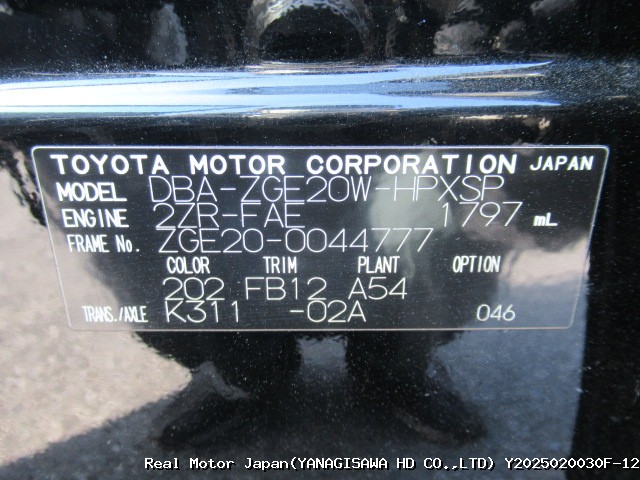 TOYOTA MOTOR CORPORATION JAPAN
MODEL DBA-ZGE20W-HPXSP
ENGINE 2ZR-FAE 1797 mL
FRAME No. ZGE20-0044777
COLOR TRIM PLANT OPTION
202 FB12 A54
TRANS./AXLE K311 -02A 046
Real Motor Japan(YANAGISAWA HD CO.,LTD) Y2025020030F-12